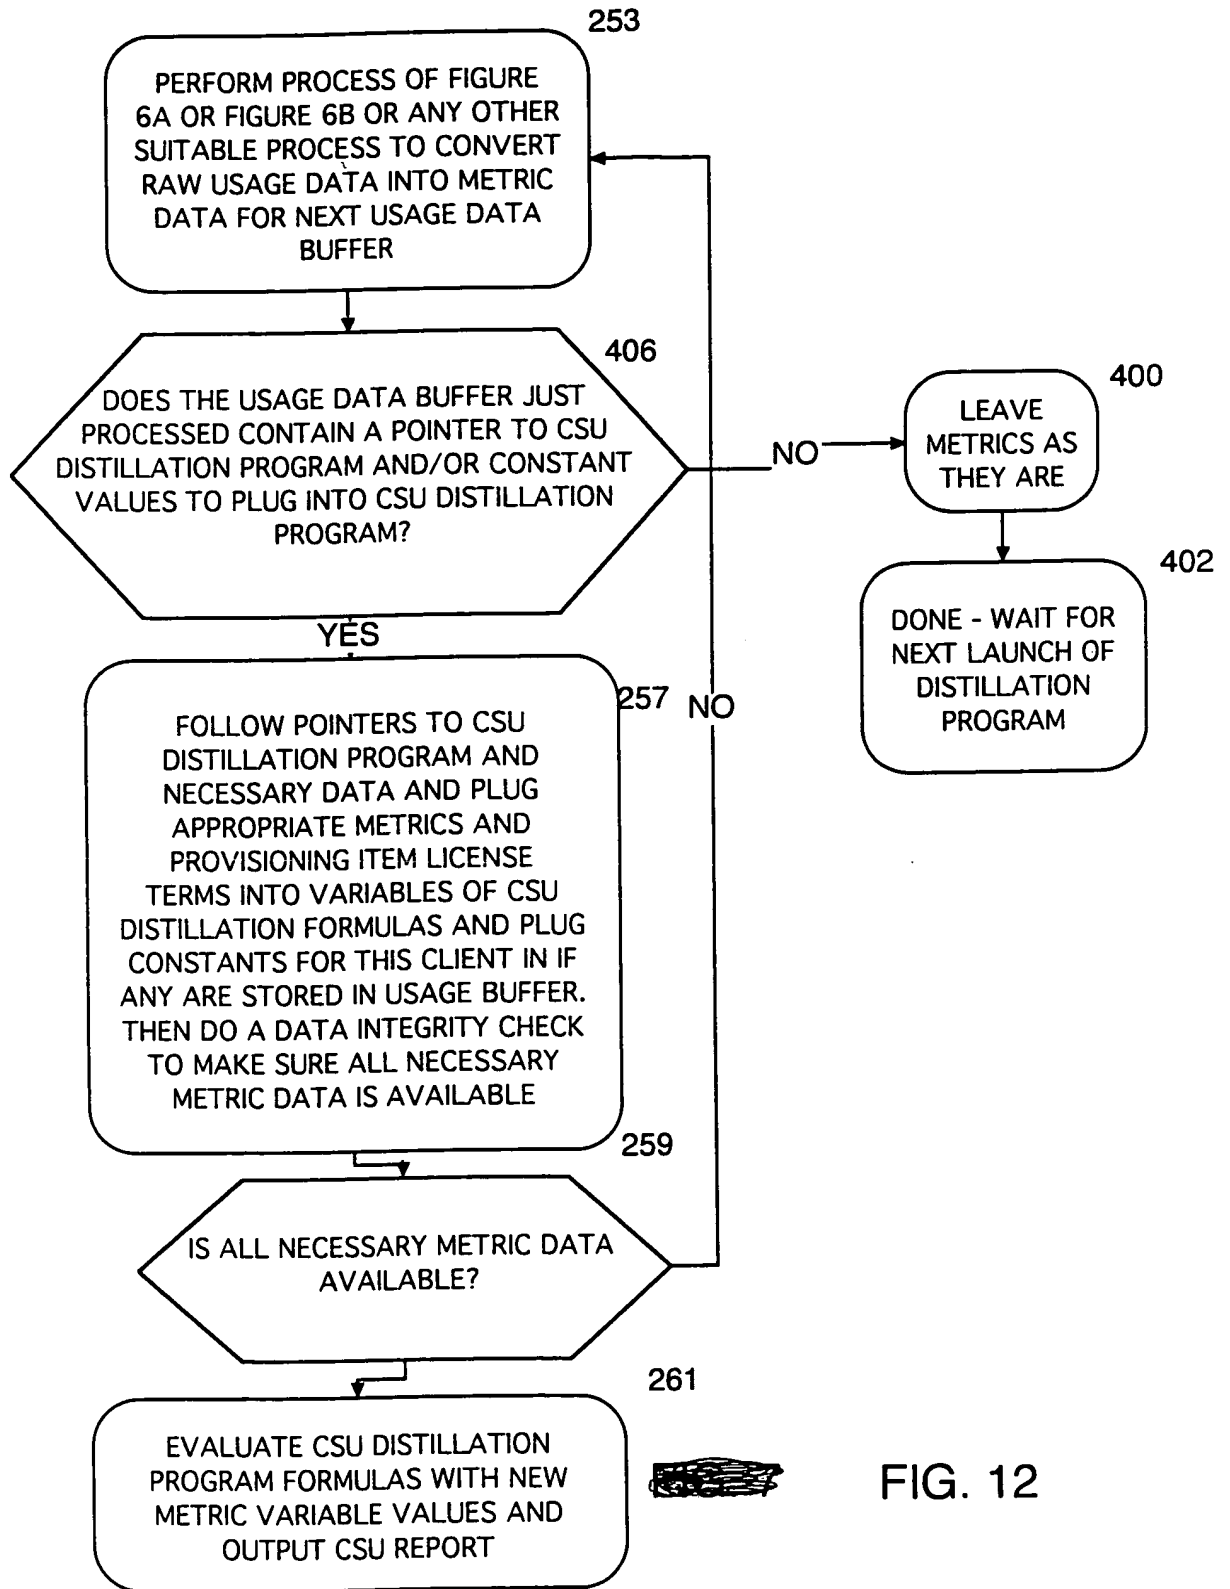 253
PERFORM PROCESS OF FIGURE
6A OR FIGURE 6B OR ANY OTHER
SUITABLE PROCESS TO CONVERT
RAW USAGE DATA INTO METRIC
DATA FOR NEXT USAGE DATA
BUFFER
406
DOES THE USAGE DATA BUFFER JUST
PROCESSED CONTAIN A POINTER TO CSU
DISTILLATION PROGRAM AND/OR CONSTANT
VALUES TO PLUG INTO CSU DISTILLATION
PROGRAM?
NO
400
LEAVE
METRICS AS
THEY ARE
402
DONE - WAIT FOR
NEXT LAUNCH OF
DISTILLATION
PROGRAM
YES
257
NO
FOLLOW POINTERS TO CSU
DISTILLATION PROGRAM AND
NECESSARY DATA AND PLUG
APPROPRIATE METRICS AND
PROVISIONING ITEM LICENSE
TERMS INTO VARIABLES OF CSU
DISTILLATION FORMULAS AND PLUG
CONSTANTS FOR THIS CLIENT IN IF
ANY ARE STORED IN USAGE BUFFER.
THEN DO A DATA INTEGRITY CHECK
TO MAKE SURE ALL NECESSARY
METRIC DATA IS AVAILABLE
259
IS ALL NECESSARY METRIC DATA
AVAILABLE?
261
EVALUATE CSU DISTILLATION
PROGRAM FORMULAS WITH NEW
METRIC VARIABLE VALUES AND
OUTPUT CSU REPORT
FIG. 12